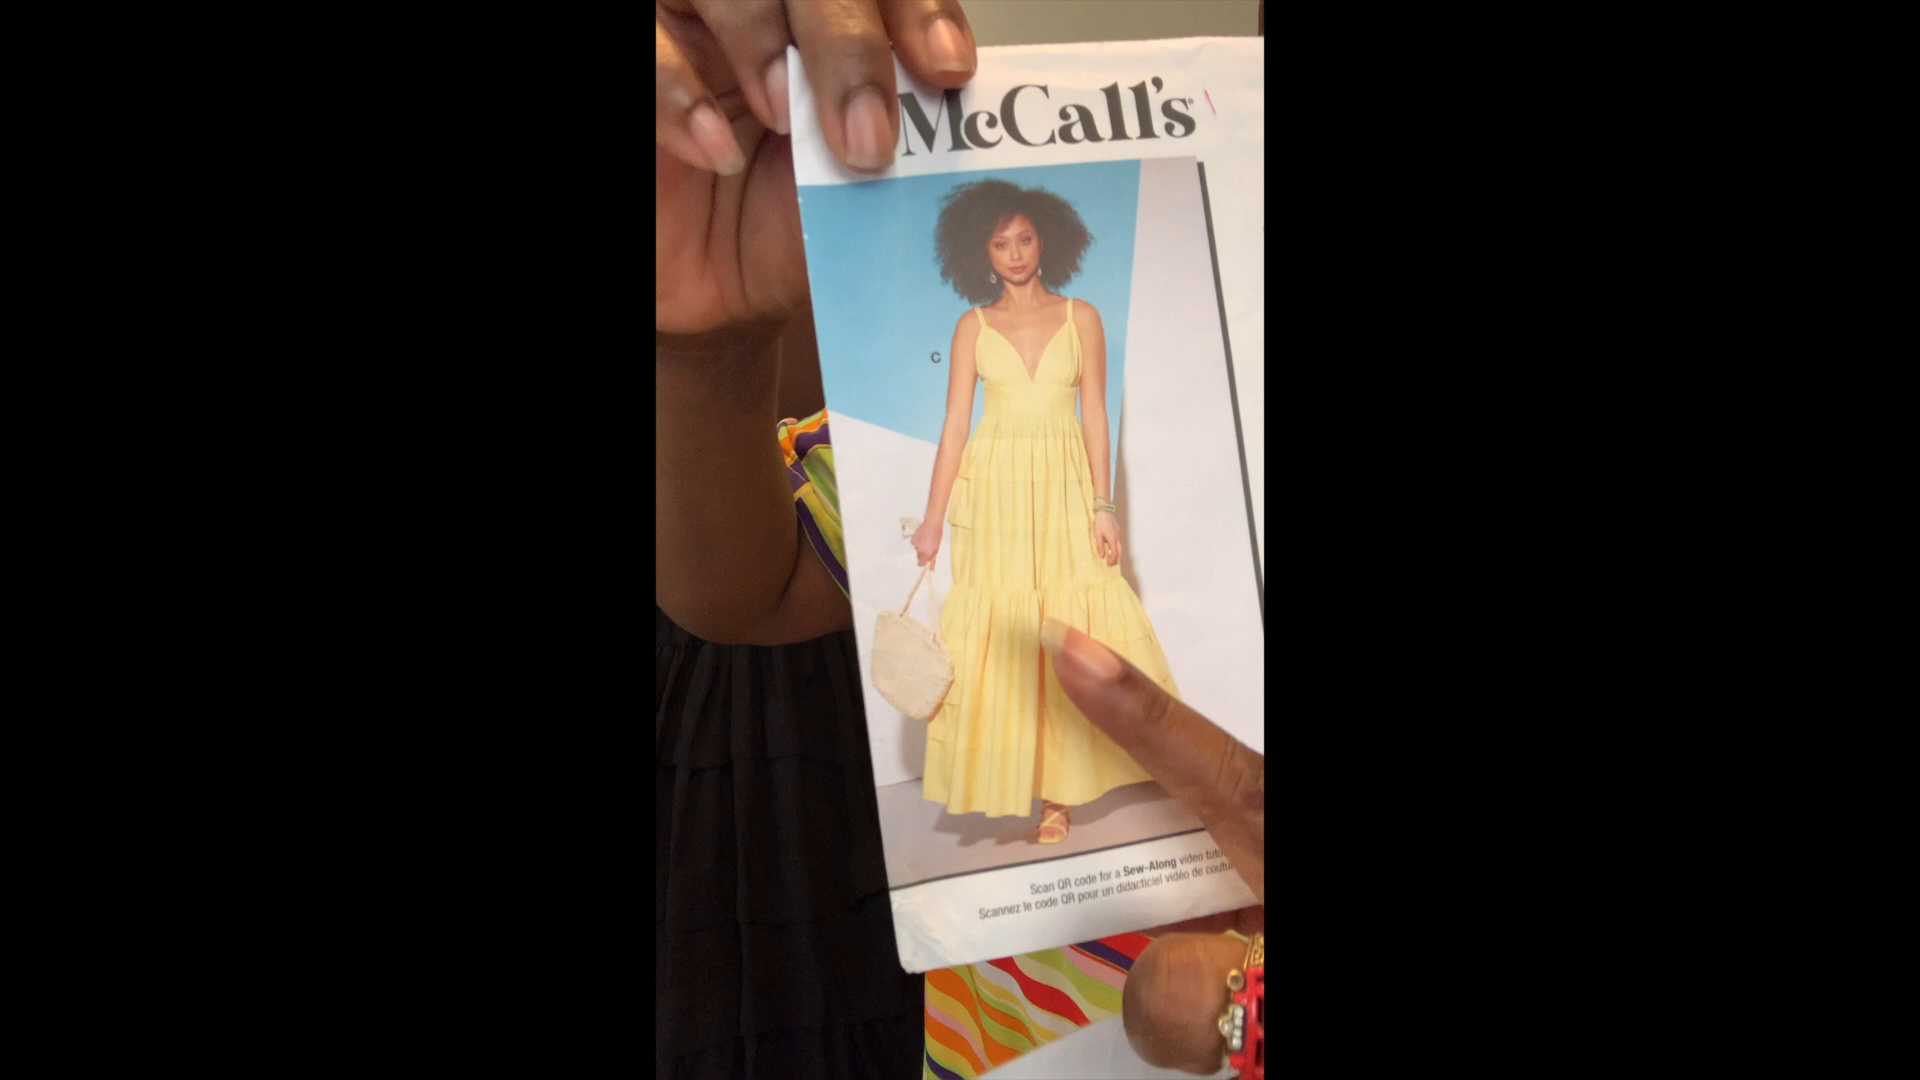 McCall's®
C
Scan QR code for a Sew-Along video
Scannez le code QR pour un didacticiel vidéo de